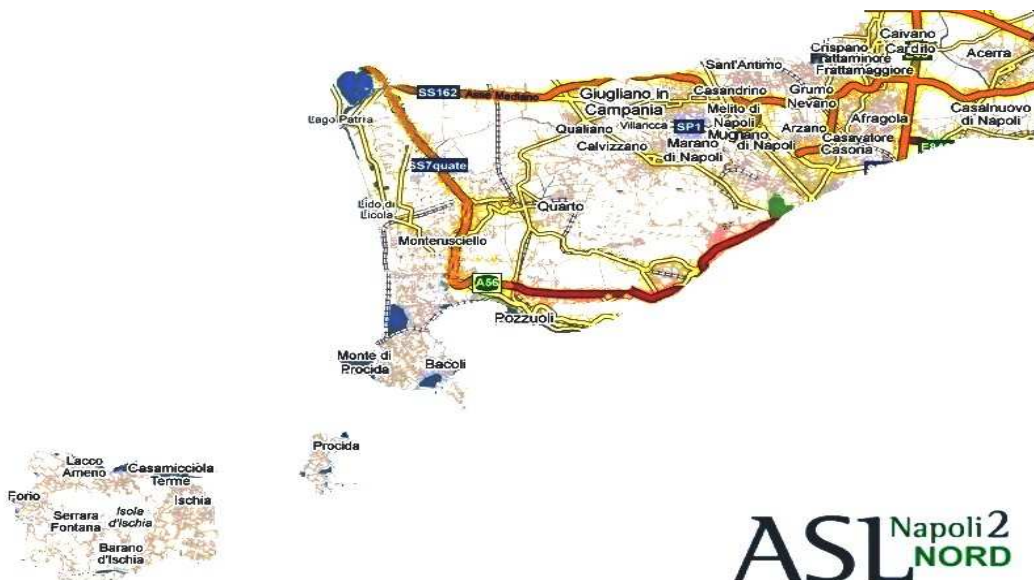 Caivano
Crispano
Cardito
Frattaminore
Acerra
Sant'Antimo
Frattamaggiore
SS162
Asse Mediano
Giugliano in
Campania
Casandrino
Grumo
Nevano
Casalnuovo
di Napoli
Lago Patria
Qualiano
Villaricca
SP1
Melito di
Napoli
Mugnano
di Napoli
Arzano
Afragola
Calvizzano
Marano
di Napoli
Casavatore
Casoria
SS7quate
Lido di
Licola
Quarto
Monterusciello
A56
Pozzuoli
Monte di
Procida
Bacoli
Procida
Lacco
Ameno
Casamicciola
Terme
Forio
Ischia
Serrara
Fontana
Isola
d'Ischia
Barano
d'Ischia
ASL Napoli 2
NORD